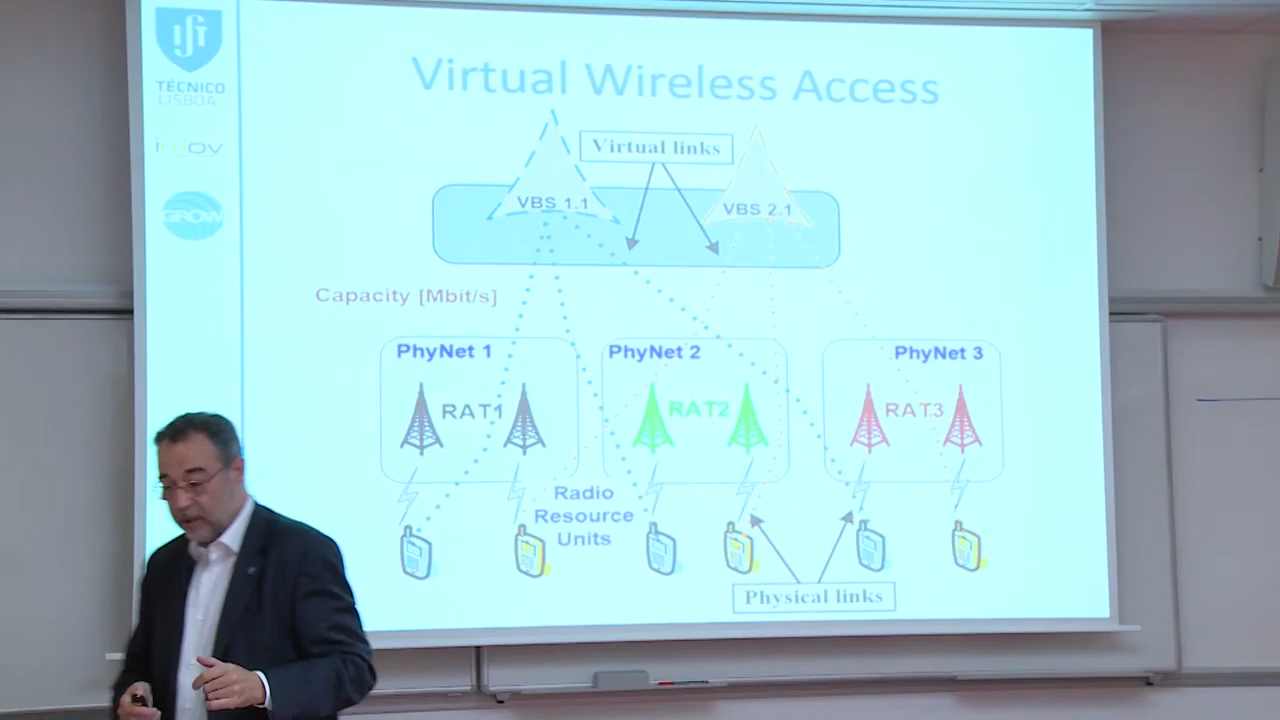 TÉCNICO
LISBOA
INOV
GROW
Virtual Wireless Access
Virtual links
VBS 1.1
VBS 2.1
Capacity [Mbit/s]
PhyNet 1
PhyNet 2
PhyNet 3
RAT1
RAT2
RAT3
Radio
Resource
Units
Physical links